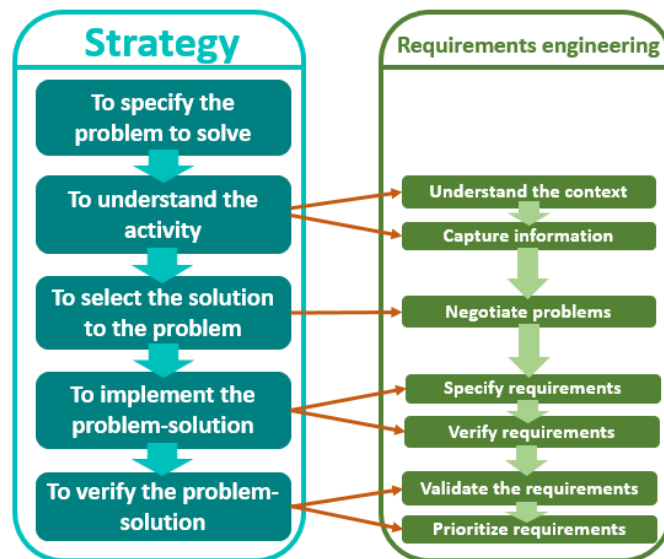 Strategy
To specify the
problem to solve
To understand the
activity
To select the solution
to the problem
To implement the
problem-solution
To verify the problem-
solution
Requirements engineering
Understand the context
Capture information
Negotiate problems
Specify requirements
Verify requirements
Validate the requirements
Prioritize requirements